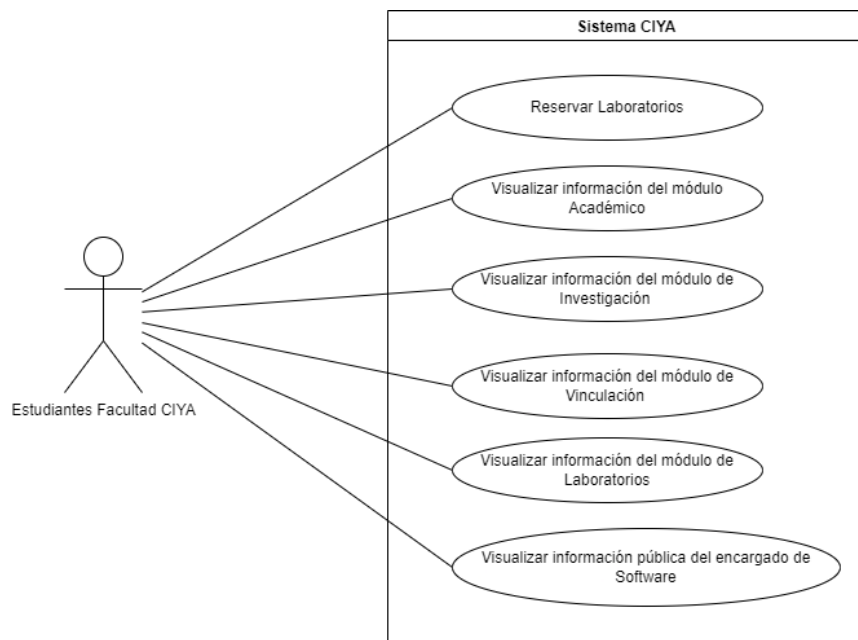 Sistema CIYA
Reservar Laboratorios
Visualizar información del módulo
Académico
Visualizar información del módulo de
Investigación
Visualizar información del módulo de
Vinculación
Visualizar información del módulo de
Laboratorios
Visualizar información pública del encargado de
Software
Estudiantes Facultad CIYA